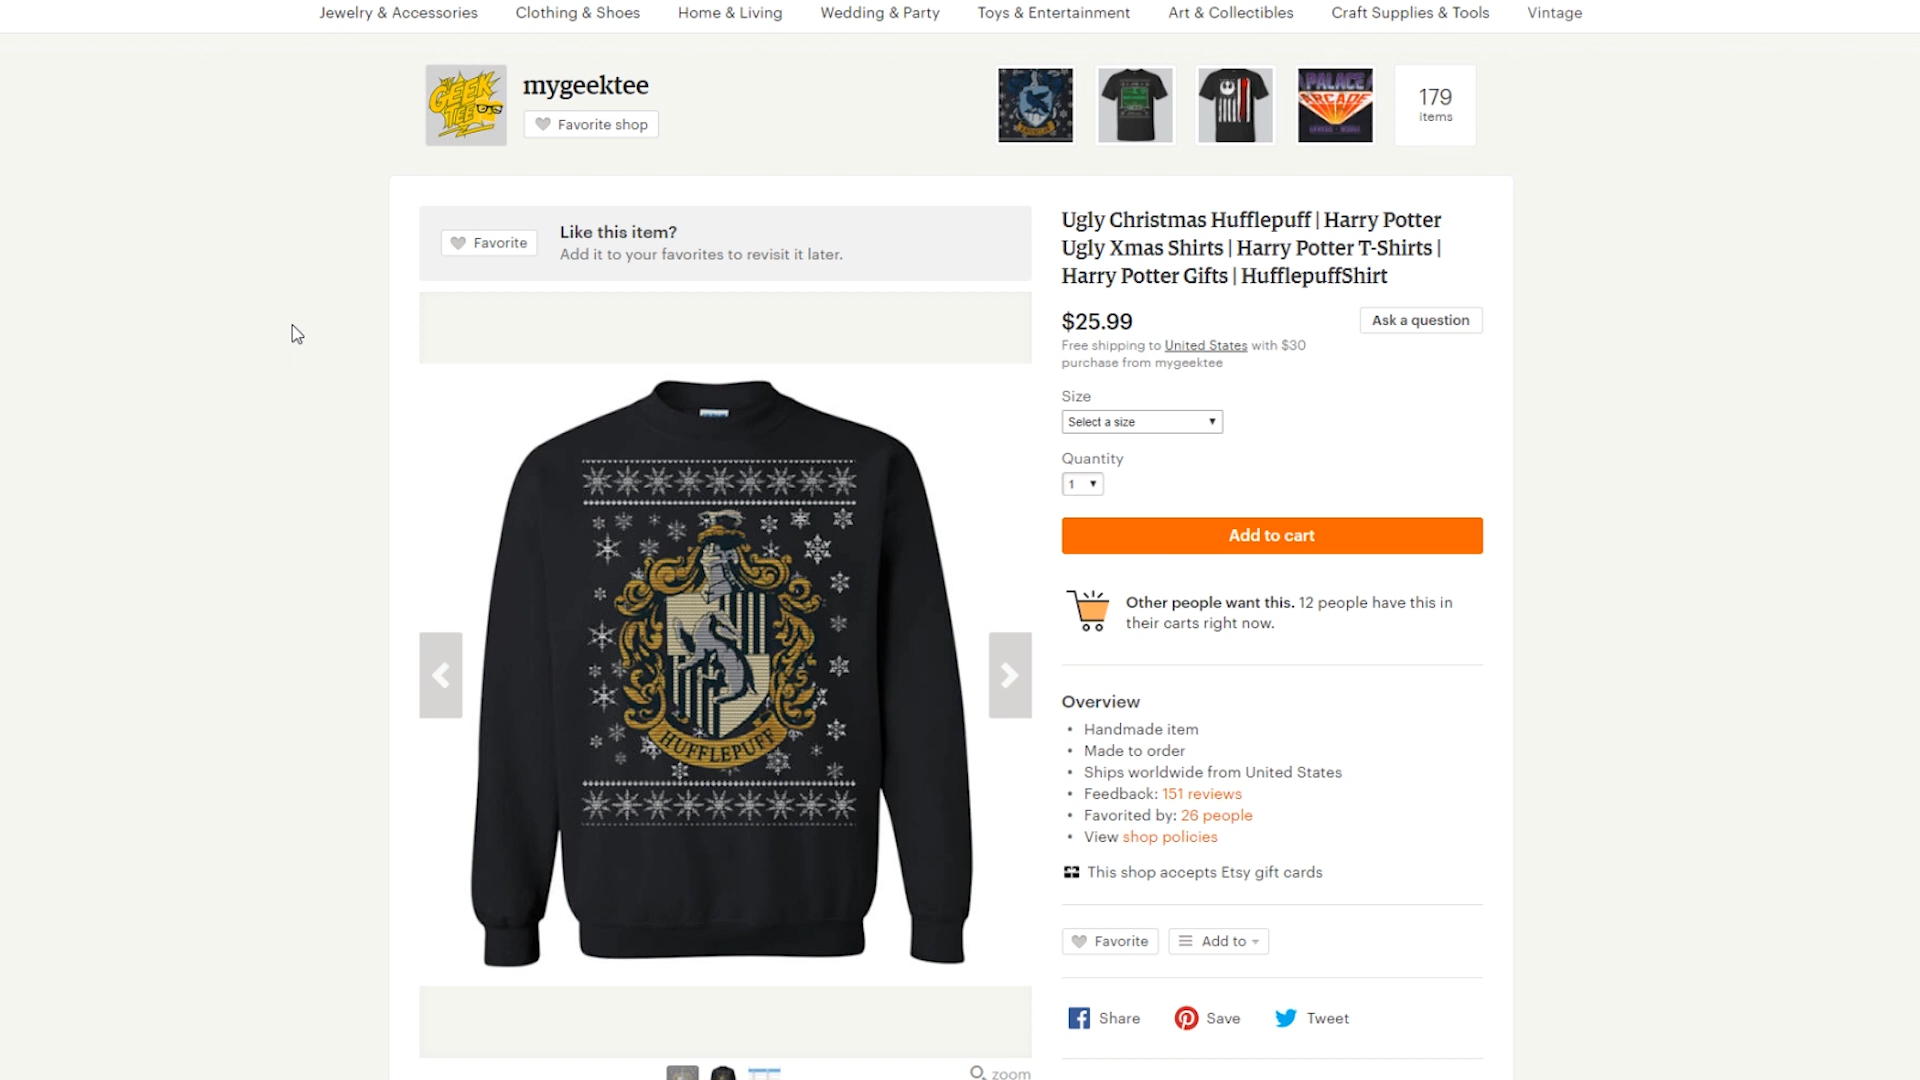 Jewelry & Accessories Clothing & Shoes Home & Living Wedding & Party Toys & Entertainment Art & Collectibles Craft Supplies & Tools Vintage
GEEK
TEE
mygeektee
Favorite shop
PALACE
ARCADE
179
items
Favorite
Like this item?
Add it to your favorites to revisit it later.
HUFFLEPUFF
zoom
Ugly Christmas Hufflepuff | Harry Potter
Ugly Xmas Shirts | Harry Potter T-Shirts |
Harry Potter Gifts | HufflepuffShirt
$25.99
Ask a question
Free shipping to United States with $30
purchase from mygeektee
Size
Select a size
Quantity
1
Add to cart
Other people want this. 12 people have this in
their carts right now.
Overview
• Handmade item
• Made to order
• Ships worldwide from United States
• Feedback: 151 reviews
• Favorited by: 26 people
• View shop policies
This shop accepts Etsy gift cards
Favorite
Add to
Share
Save
Tweet